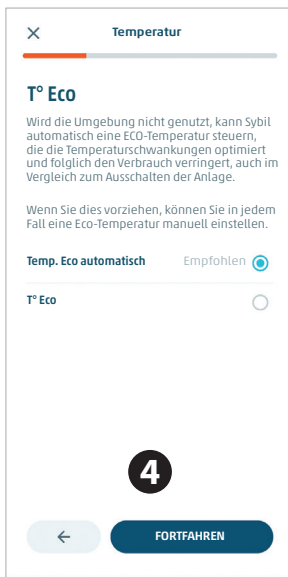 Temperatur
T° Eco
Wird die Umgebung nicht genutzt, kann Sybil
automatisch eine ECO-Temperatur steuern,
die die Temperaturschwankungen optimiert
und folglich den Verbrauch verringert, auch im
Vergleich zum Ausschalten der Anlage.
Wenn Sie dies vorziehen, können Sie in jedem
Fall eine Eco-Temperatur manuell einstellen.
Temp. Eco automatisch Empfohlen
T° Eco
4
FORTFAHREN